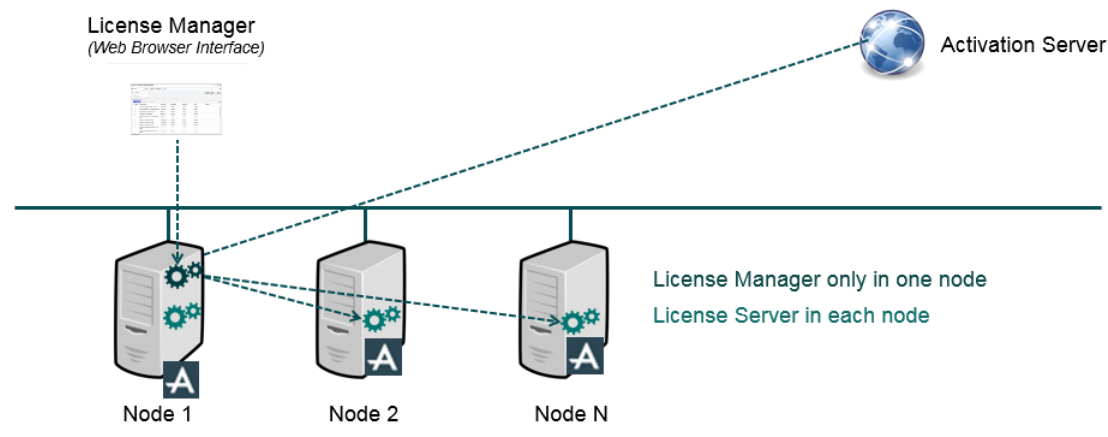 License Manager
(Web Browser Interface)
Activation Server
License Manager only in one node
License Server in each node
Node 1
Node 2
Node N